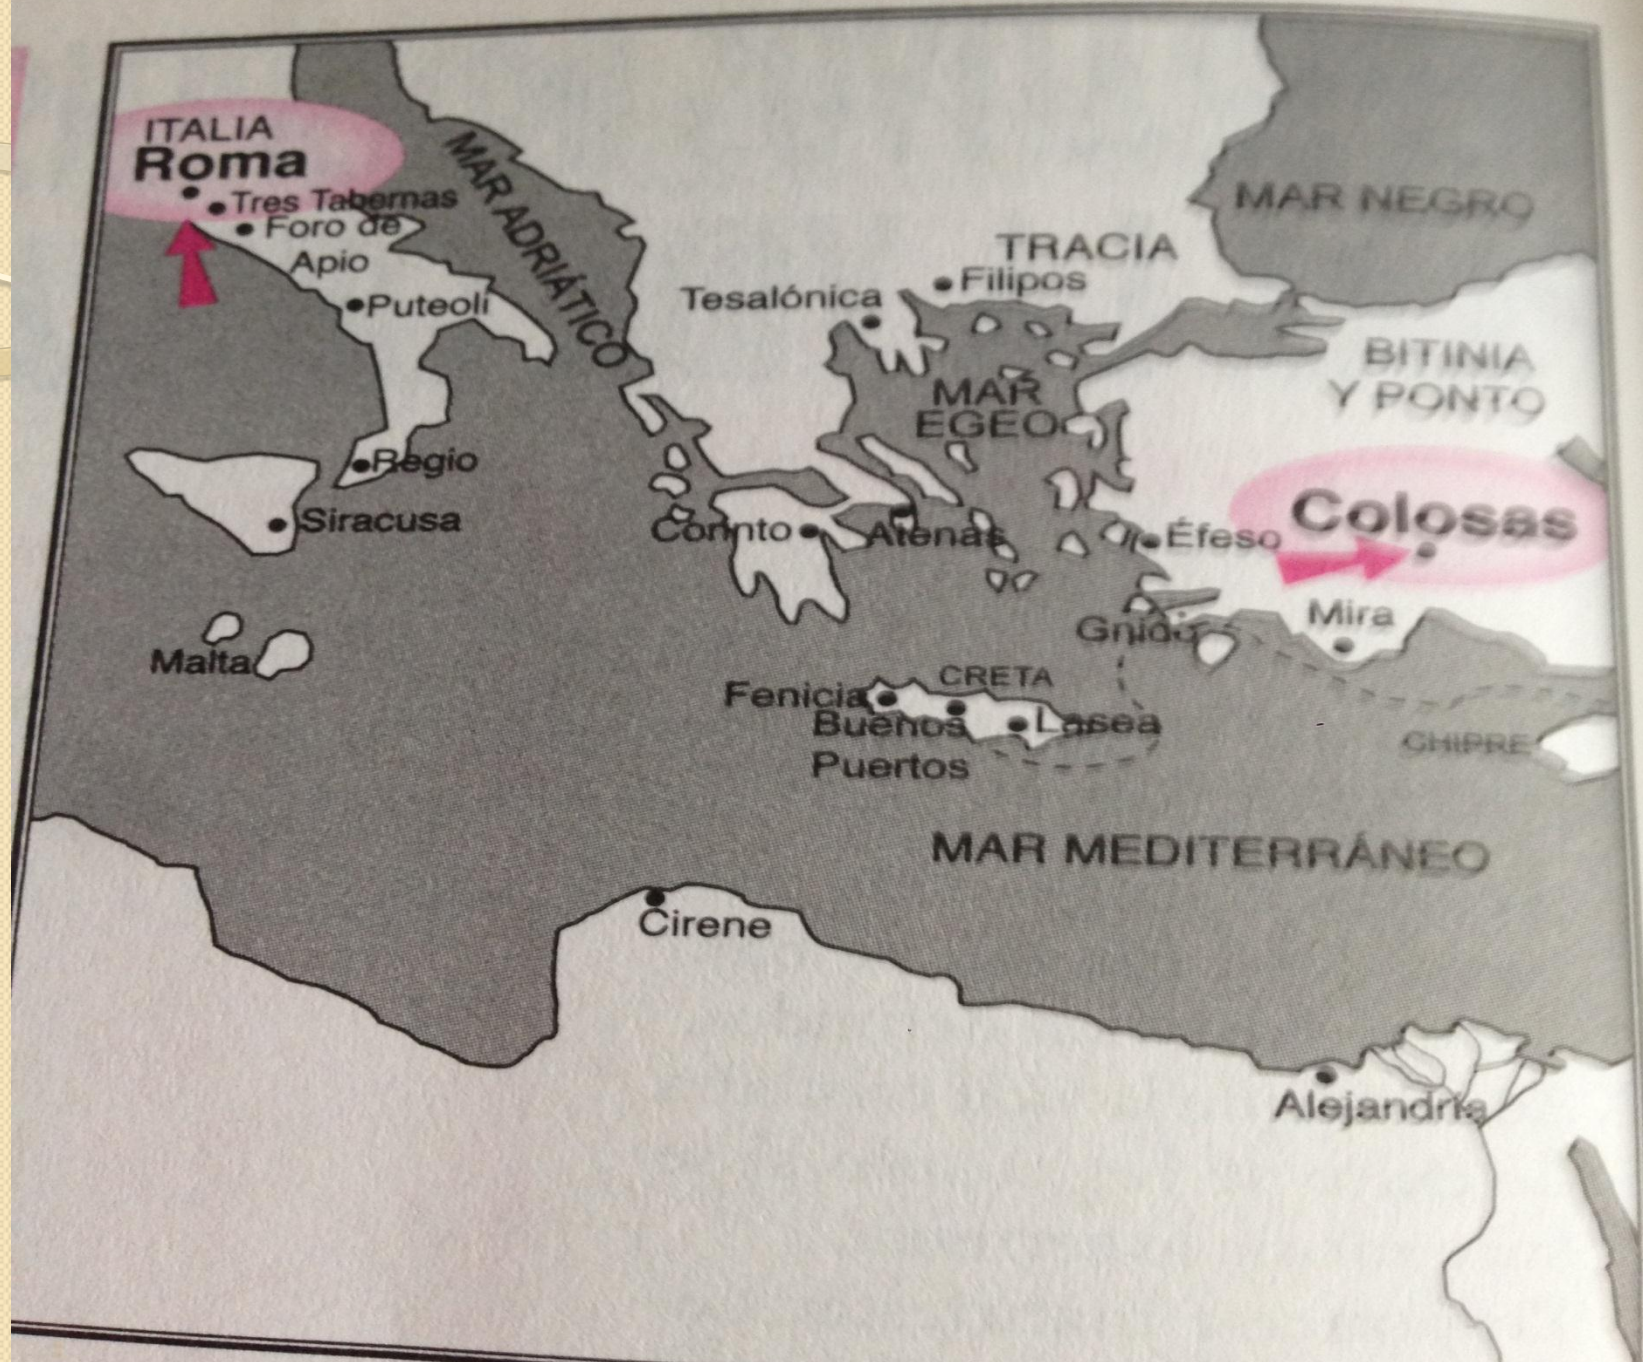 ITALIA
Roma
Tres Tabernas
Foro de
Apio
Puteoli
Regio
Siracusa
Malta
MAR ADRIÁTICO
MAR NEGRO
TRACIA
Filipos
Tesalónica
BITINIA
Y PONTO
MAR
EGEO
Colosas
Éfeso
Corinto
Atenas
Mira
Gnido
CRETA
Fenicia
Buenos
Puertos
Lasea
CHIPRE
MAR MEDITERRÁNEO
Cirene
Alejandría